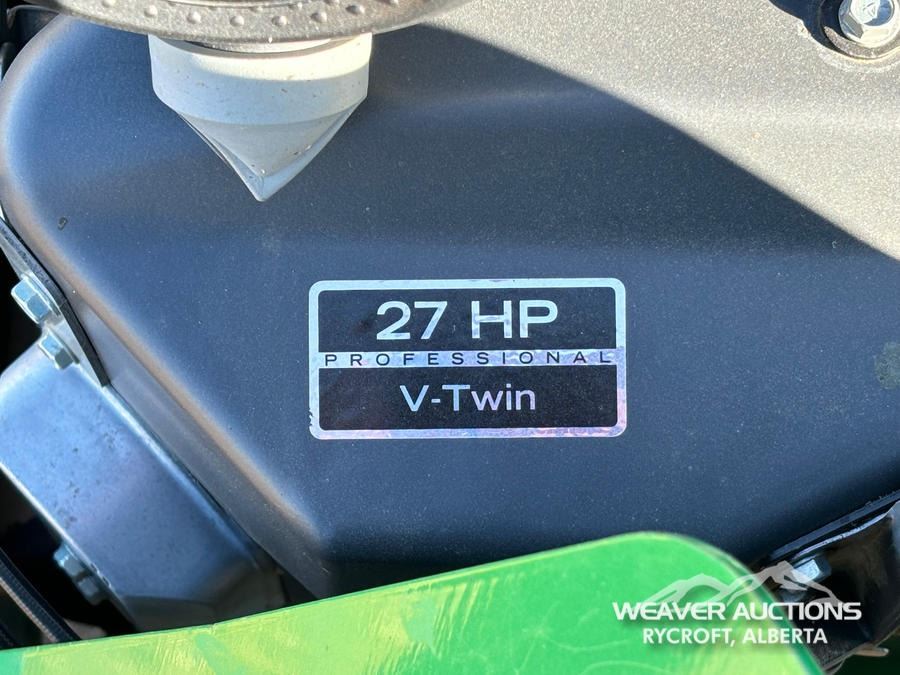 27 HP
PROFESSIONAL
V-Twin
WEAVER AUCTIONS
RYCROFT, ALBERTA